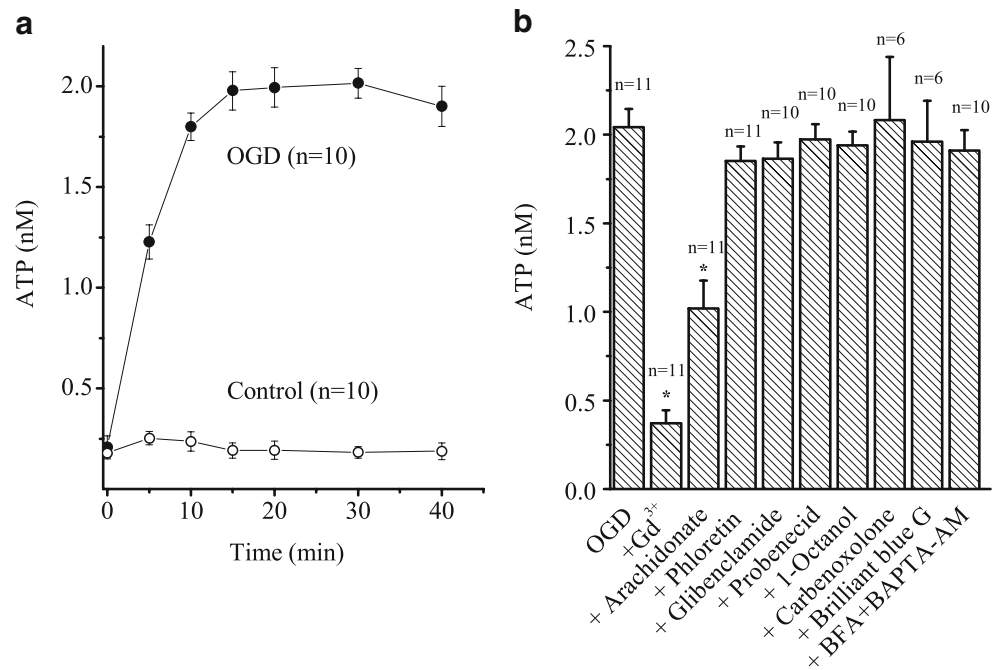 a
ATP (nM)
2.0
1.5
1.0
0.5
OGD (n=10)
Control (n=10)
0 10 20 30 40
Time (min)
b
ATP (nM)
2.5
2.0
1.5
1.0
0.5
0.0
n=11
n=11
*
n=11
*
n=11
n=10
n=10
n=10
n=6
n=6
n=10
OGD
+Gd³⁺
+ Arachidonate
+ Phloretin
+ Glibenclamide
+ Probenecid
+ 1-Octanol
+ Carbenoxolone
+ Brilliant blue G
+ BFA+BAPTA-AM